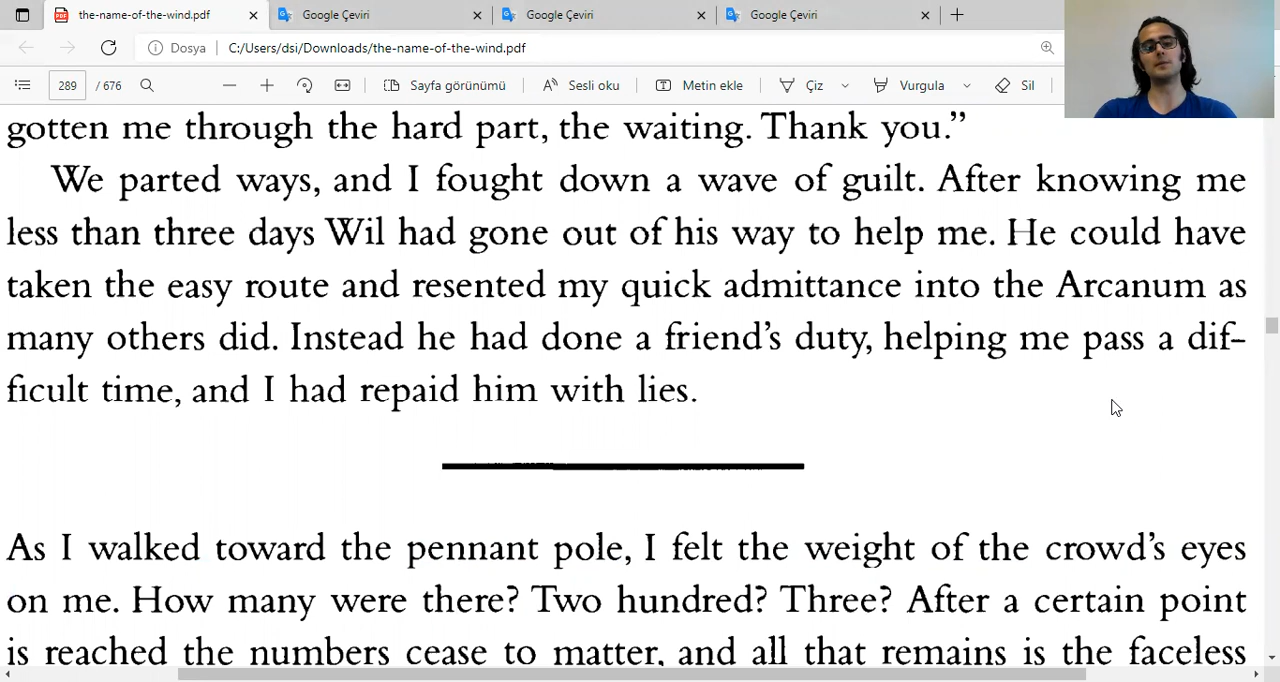 the-name-of-the-wind.pdf
Google Çeviri
Google Çeviri
Google Çeviri
Dosya
C:/Users/dsi/Downloads/the-name-of-the-wind.pdf
289 / 676
Sayfa görünümü
Sesli oku
Metin ekle
Çiz
Vurgula
Sil
gotten me through the hard part, the waiting. Thank you.”
We parted ways, and I fought down a wave of guilt. After knowing me
less than three days Wil had gone out of his way to help me. He could have
taken the easy route and resented my quick admittance into the Arcanum as
many others did. Instead he had done a friend’s duty, helping me pass a dif-
ficult time, and I had repaid him with lies.
As I walked toward the pennant pole, I felt the weight of the crowd’s eyes
on me. How many were there? Two hundred? Three? After a certain point
is reached the numbers cease to matter, and all that remains is the faceless